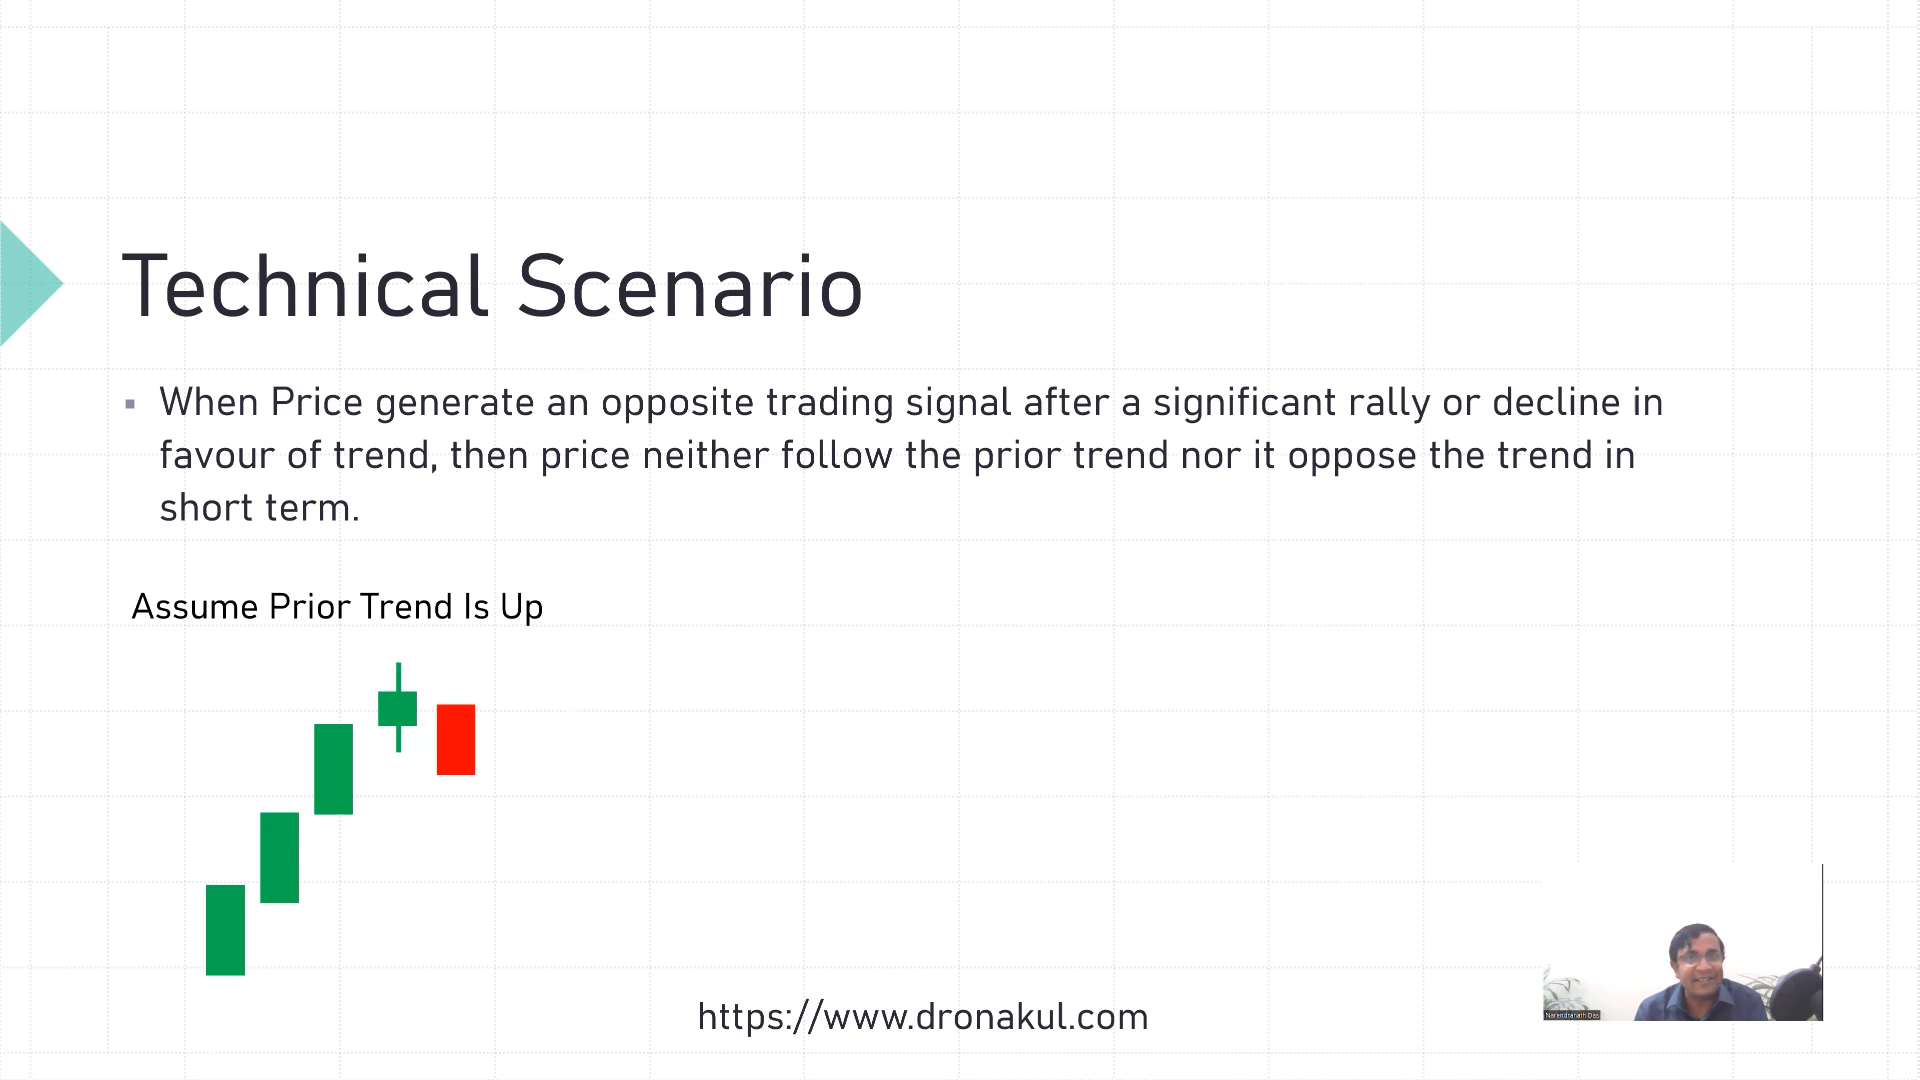 Technical Scenario
▪ When Price generate an opposite trading signal after a significant rally or decline in
favour of trend, then price neither follow the prior trend nor it oppose the trend in
short term.
Assume Prior Trend Is Up
https://www.dronakul.com
Narendranath Das